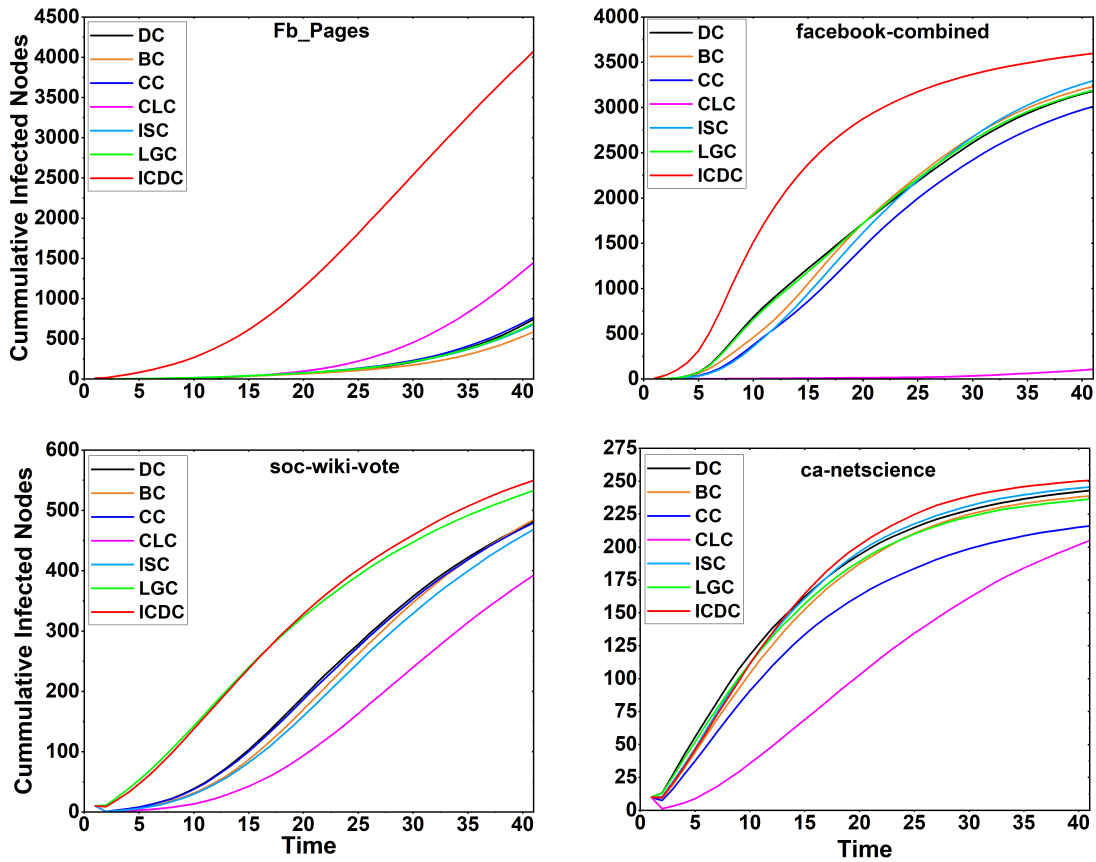 Fb_Pages
DC
BC
CC
CLC
ISC
LGC
ICDC
Cummulative Infected Nodes
4500
4000
3500
3000
2500
2000
1500
1000
500
0
0 5 10 15 20 25 30 35 40
facebook-combined
DC
BC
CC
CLC
ISC
LGC
ICDC
4000
3500
3000
2500
2000
1500
1000
500
0
0 5 10 15 20 25 30 35 40
soc-wiki-vote
DC
BC
CC
CLC
ISC
LGC
ICDC
Cummulative Infected Nodes
600
500
400
300
200
100
0
0 5 10 15 20 25 30 35 40
Time
ca-netscience
DC
BC
CC
CLC
ISC
LGC
ICDC
275
250
225
200
175
150
125
100
75
50
25
0
0 5 10 15 20 25 30 35 40
Time